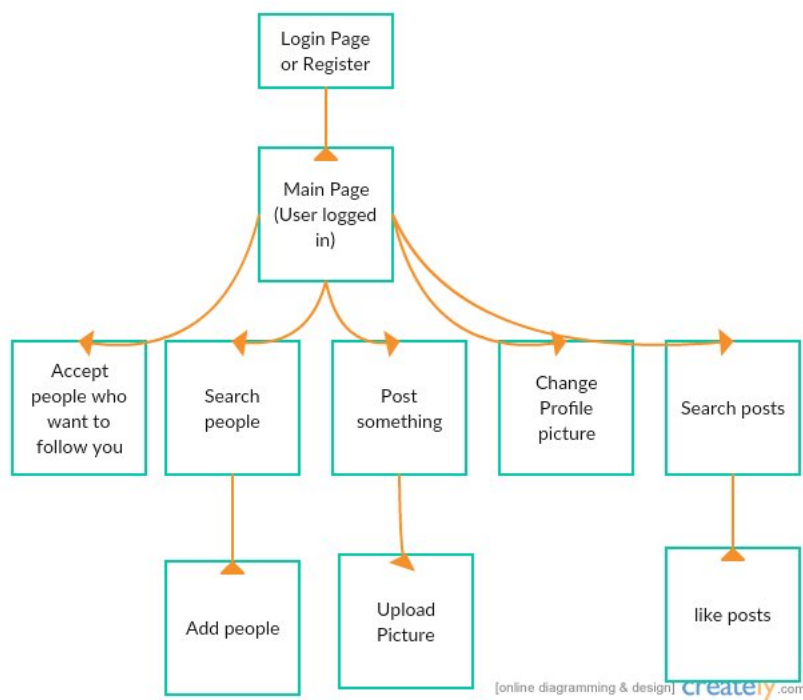 Login Page
or Register
Main Page
(User logged
in)
Accept
people who
want to
follow you
Search
people
Post
something
Change
Profile
picture
Search posts
Add people
Upload
Picture
like posts
[online diagramming & design] creately.com